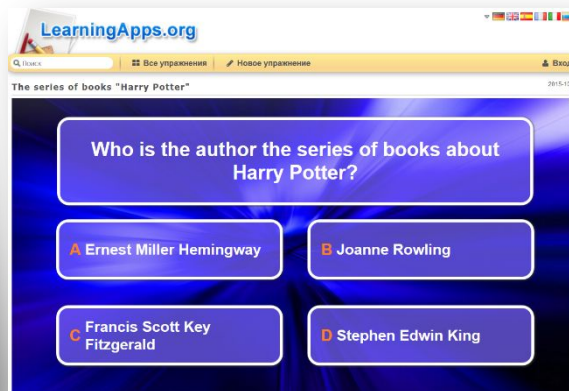 LearningApps.org
Поиск Все упражнения Новое упражнение Вход
The series of books "Harry Potter"
Who is the author the series of books about
Harry Potter?
A Ernest Miller Hemingway
B Joanne Rowling
C Francis Scott Key
Fitzgerald
D Stephen Edwin King